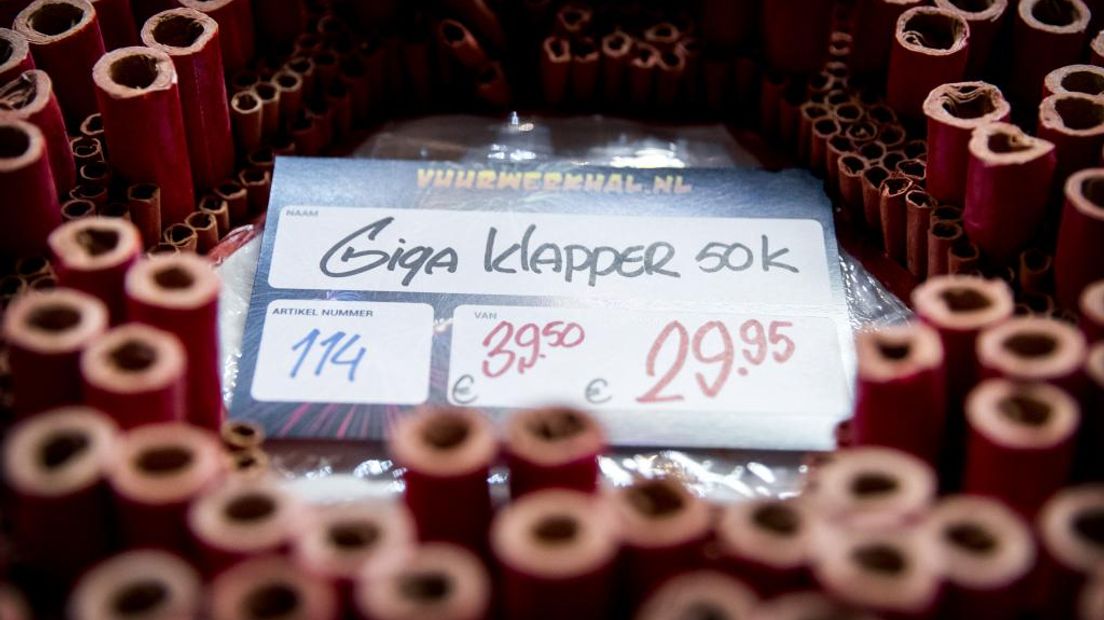 VUURWERKHAL.NL
NAAM
Giga Klapper 50K
ARTIKEL NUMMER
114
VAN
€ 39.50 € 29.95